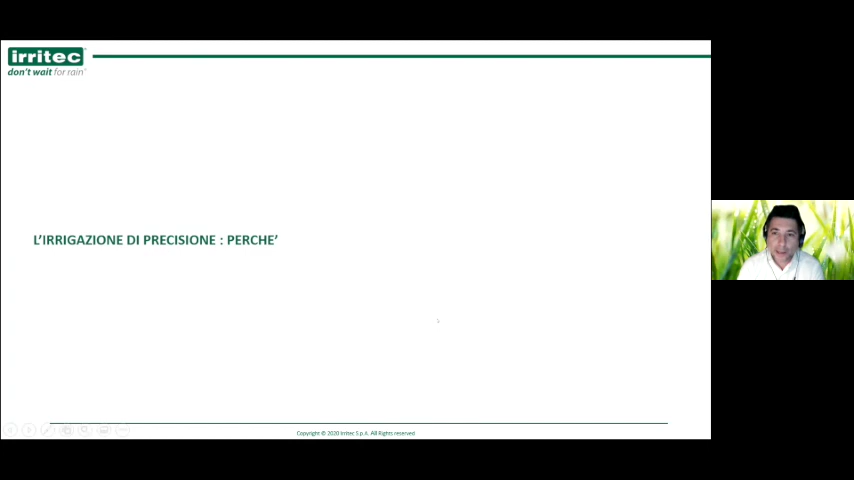 irritec
don't wait for rain
L'IRRIGAZIONE DI PRECISIONE : PERCHE'
Copyright © 2020 Irritec S.p.A. All Rights reserved